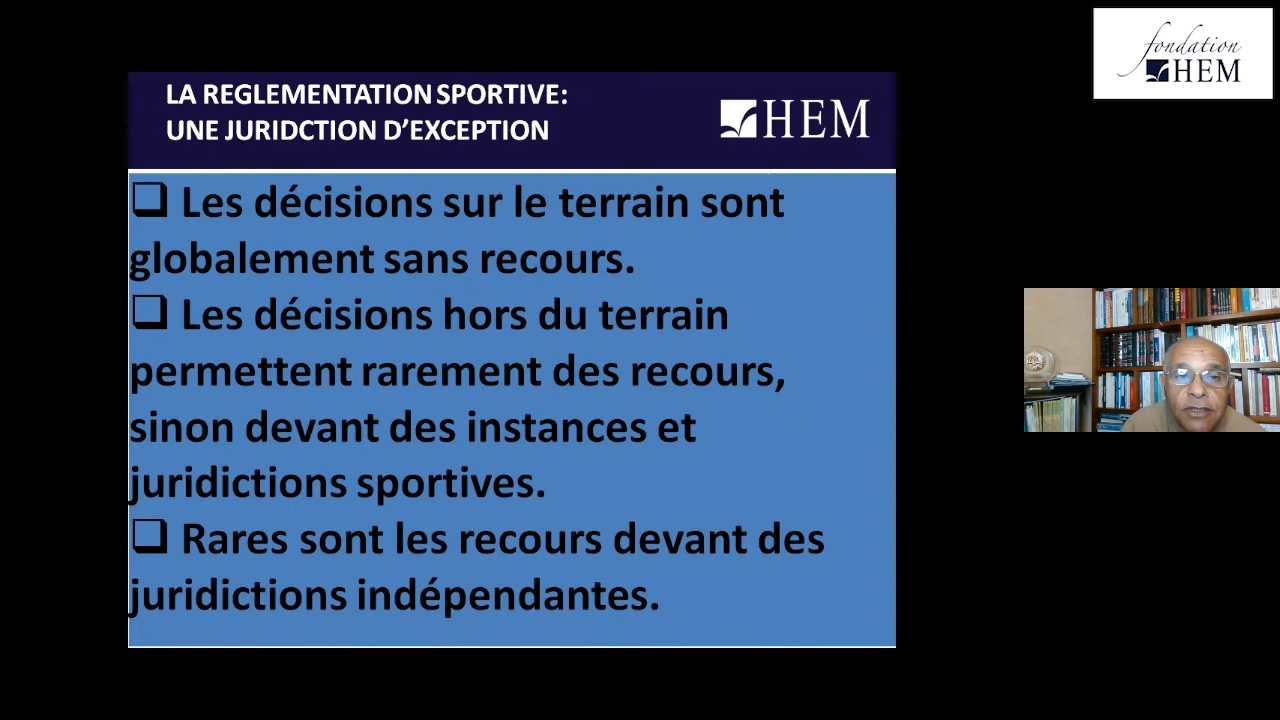 fondation
HEM
LA REGLEMENTATION SPORTIVE:
UNE JURIDCTION D'EXCEPTION
HEM
❑ Les décisions sur le terrain sont
globalement sans recours.
❑ Les décisions hors du terrain
permettent rarement des recours,
sinon devant des instances et
juridictions sportives.
❑ Rares sont les recours devant des
juridictions indépendantes.